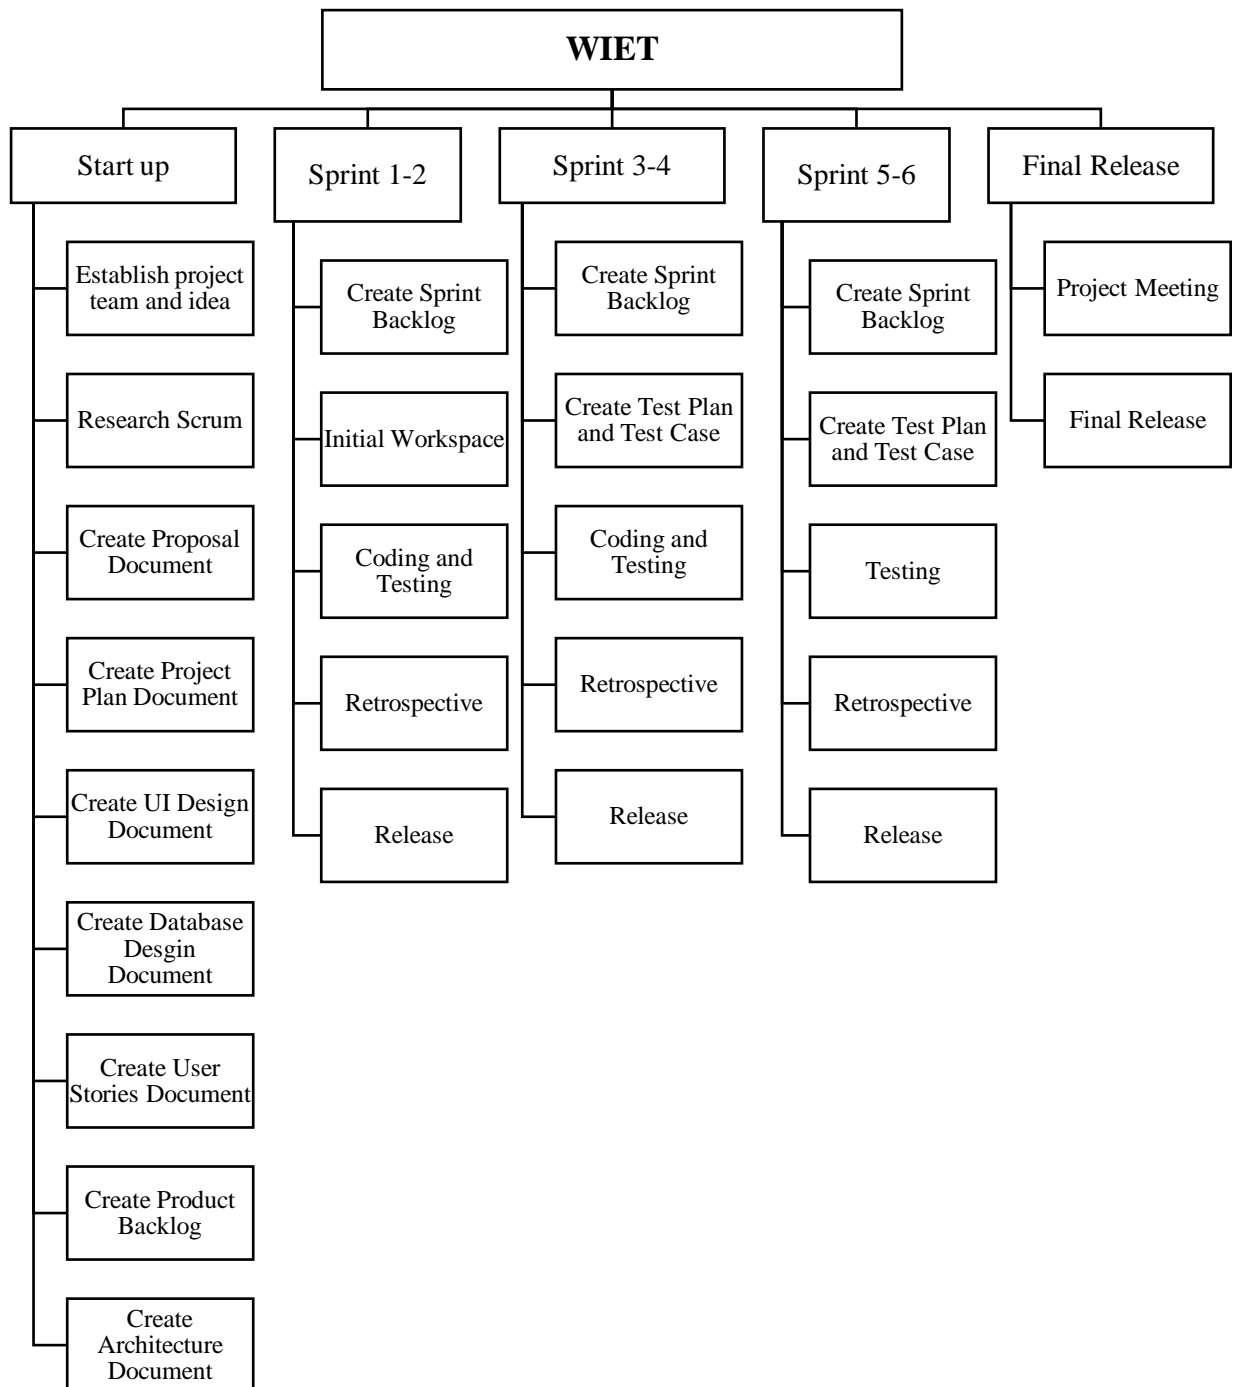 WIET
Start up
Establish project
team and idea
Research Scrum
Create Proposal
Document
Create Project
Plan Document
Create UI Design
Document
Create Database
Desgin
Document
Create User
Stories Document
Create Product
Backlog
Create
Architecture
Document
Sprint 1-2
Create Sprint
Backlog
Initial Workspace
Coding and
Testing
Retrospective
Release
Sprint 3-4
Create Sprint
Backlog
Create Test Plan
and Test Case
Coding and
Testing
Retrospective
Release
Sprint 5-6
Create Sprint
Backlog
Create Test Plan
and Test Case
Testing
Retrospective
Release
Final Release
Project Meeting
Final Release